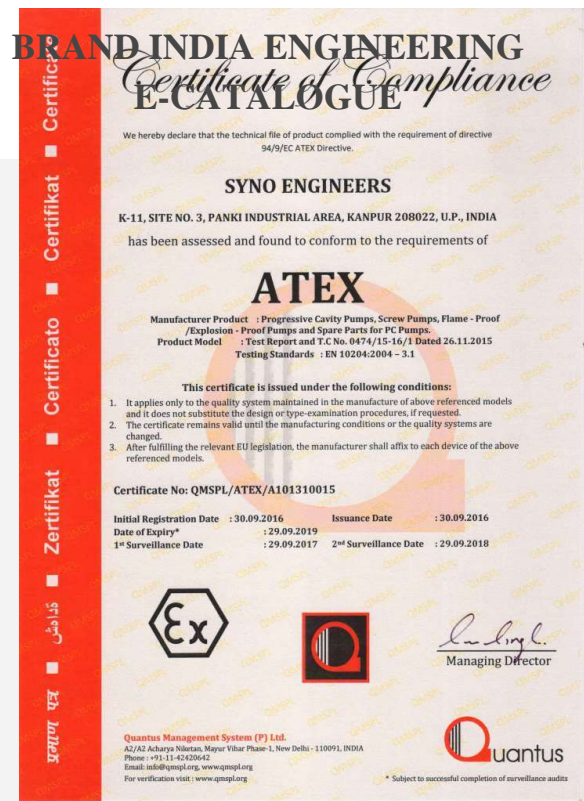 BRAND INDIA ENGINEERING
E-CATALOGUE
Certificate of Compliance
We hereby declare that the technical file of product complied with the requirement of directive
94/9/EC ATEX Directive.
SYNO ENGINEERS
K-11, SITE NO. 3, PANKI INDUSTRIAL AREA, KANPUR 208022, U.P., INDIA
has been assessed and found to conform to the requirements of
ATEX
Manufacturer Product : Progressive Cavity Pumps, Screw Pumps, Flame - Proof
/Explosion - Proof Pumps and Spare Parts for PC Pumps.
Product Model : Test Report and T.C No. 0474/15-16/1 Dated 26.11.2015
Testing Standards : EN 10204:2004 – 3.1
This certificate is issued under the following conditions:
1. It applies only to the quality system maintained in the manufacture of above referenced models
and it does not substitute the design or type-examination procedures, if requested.
2. The certificate remains valid until the manufacturing conditions or the quality systems are
changed.
3. After fulfilling the relevant EU legislation, the manufacturer shall affix to each device of the above
referenced models.
Certificate No: QMSPL/ATEX/A101310015
Initial Registration Date : 30.09.2016 Issuance Date : 30.09.2016
Date of Expiry* : 29.09.2019
1st Surveillance Date : 29.09.2017 2nd Surveillance Date : 29.09.2018
Ex
Managing Director
Quantus Management System (P) Ltd.
A2/A2 Acharya Niketan, Mayur Vihar Phase-1, New Delhi - 110091, INDIA
Phone : +91-11-42420642
Email: info@qmspl.org, www.qmspl.org
For verification visit : www.qmspl.org
Quantus
* Subject to successful completion of surveillance audits
प्रमाण पत्र ■ ■ Zertifikat ■ Certificato ■ Certifikat ■ Certificate